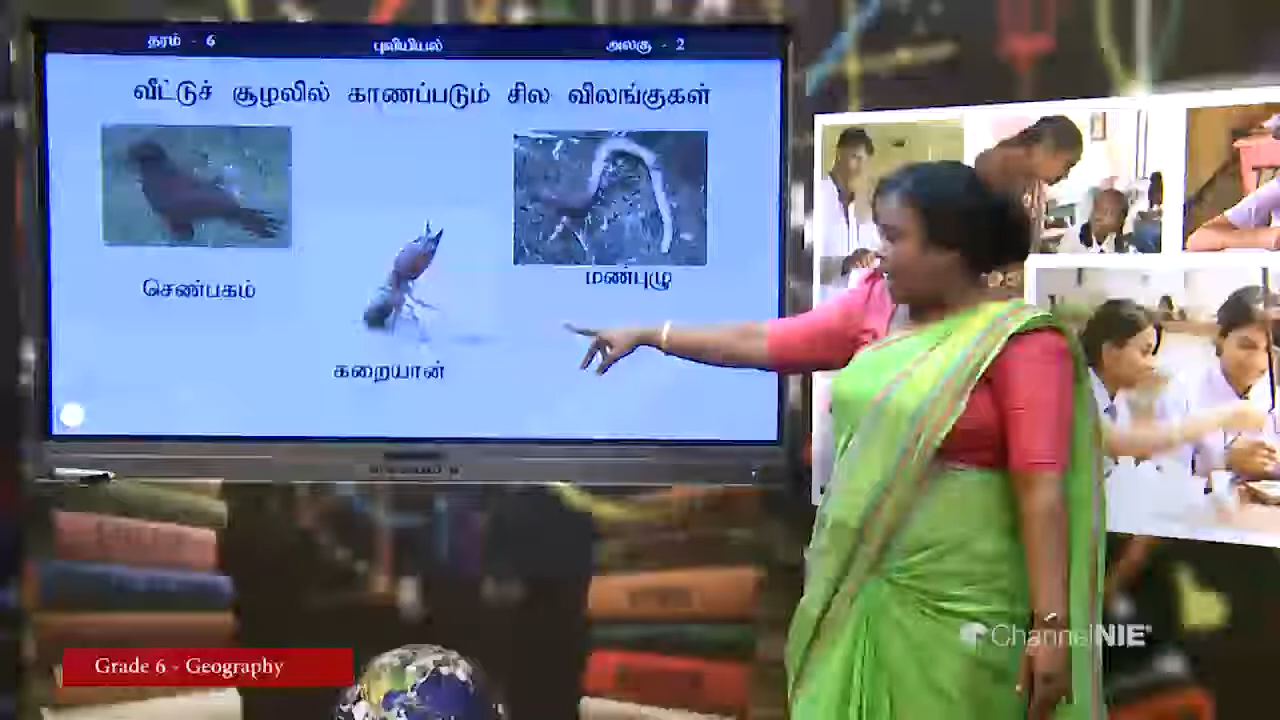 தரம் - 6 புவியியல் அலகு - 2
வீட்டுச் சூழலில் காணப்படும் சில விலங்குகள்
செண்பகம்
மண்புழு
கறையான்
Grade 6 - Geography
ChannelNIE